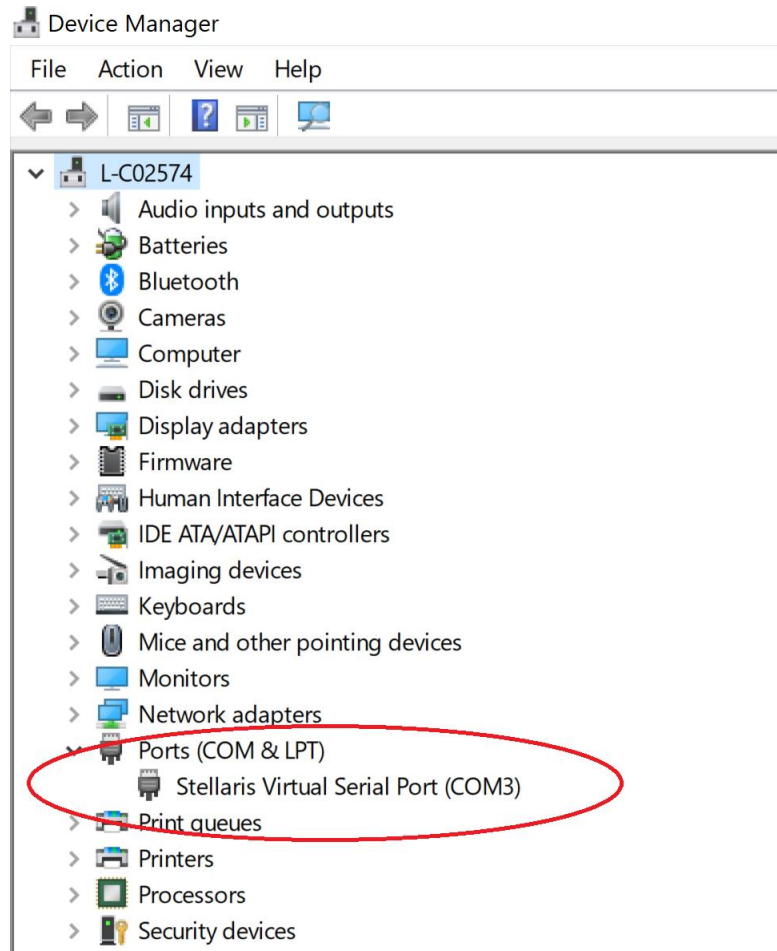 Device Manager
File Action View Help
L-C02574
Audio inputs and outputs
Batteries
Bluetooth
Cameras
Computer
Disk drives
Display adapters
Firmware
Human Interface Devices
IDE ATA/ATAPI controllers
Imaging devices
Keyboards
Mice and other pointing devices
Monitors
Network adapters
Ports (COM & LPT)
Stellaris Virtual Serial Port (COM3)
Print queues
Printers
Processors
Security devices